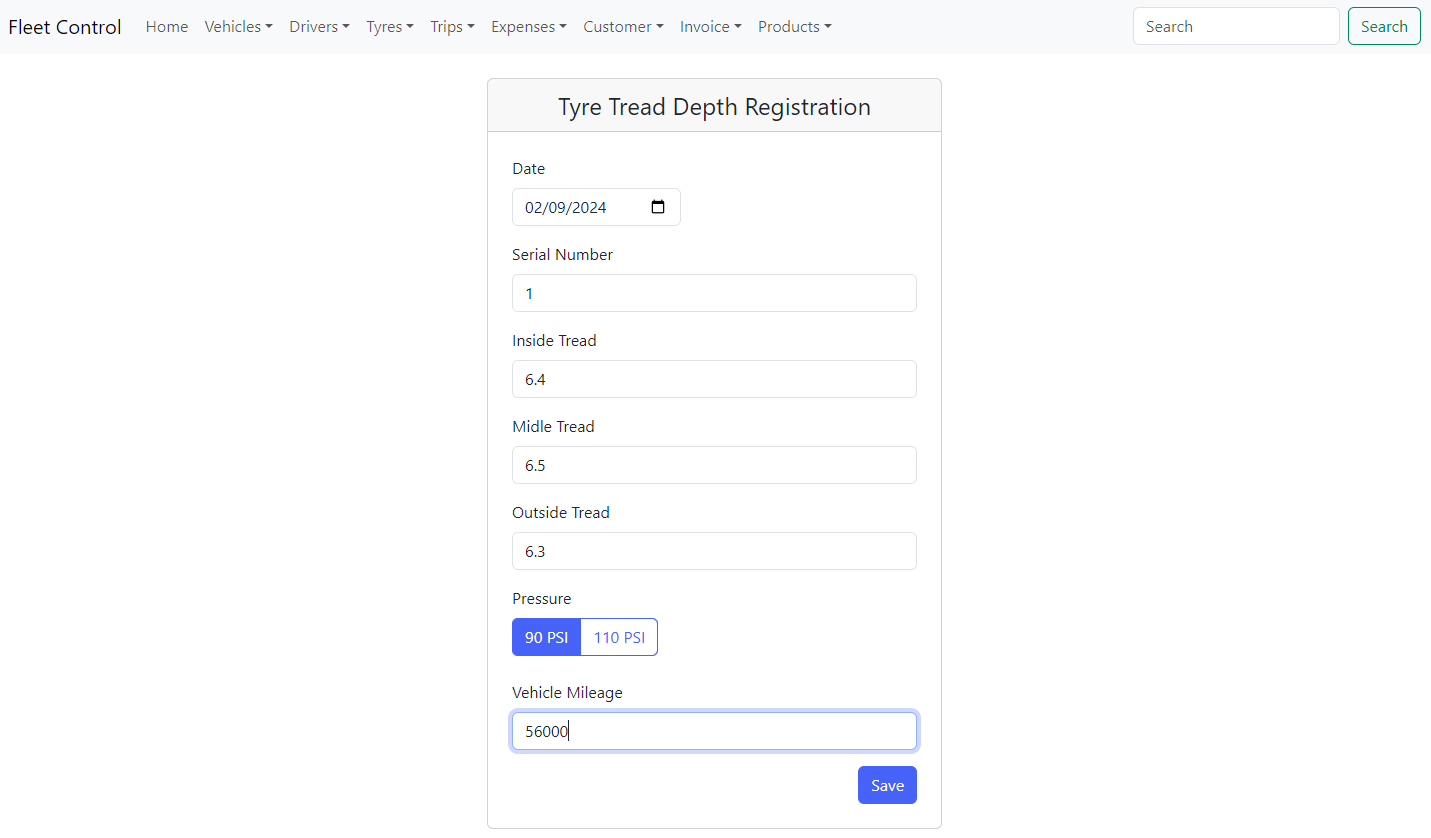 Fleet Control Home Vehicles Drivers Tyres Trips Expenses Customer Invoice Products Search Search
Tyre Tread Depth Registration
Date
02/09/2024
Serial Number
1
Inside Tread
6.4
Midle Tread
6.5
Outside Tread
6.3
Pressure
90 PSI 110 PSI
Vehicle Mileage
56000
Save